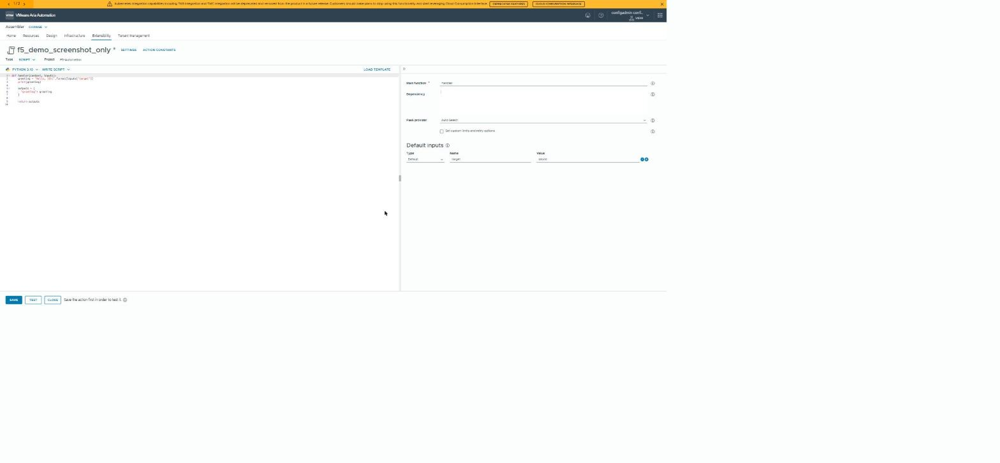 1 / 2
Kubernetes integration capabilities including TKG integration and TMC integration will be deprecated and removed from the product in a future release. Customers should make plans to stop using this functionality and start leveraging Cloud Consumption Interface.
DEPRECATED FEATURES
CLOUD CONSUMPTION INTERFACE
vmw
VMware Aria Automation
configadmin confi...
VIDM
Assembler CHANGE
Home Resources Design Infrastructure Extensibility Tenant Management
f5_demo_screenshot_only * SETTINGS ACTION CONSTANTS
Type SCRIPT Project F5-Automation
PYTHON 3.10 WRITE SCRIPT LOAD TEMPLATE
1 def handler(context, inputs):
2 greeting = "Hello, {0}!".format(inputs["target"])
3 print(greeting)
4
5 outputs = {
6 "greeting": greeting
7 }
8
9 return outputs
10
Main function * handler
Dependency
FaaS provider Auto Select
Set custom limits and retry options
Default inputs
Type Name Value
Default target World
SAVE TEST CLOSE Save the action first in order to test it.